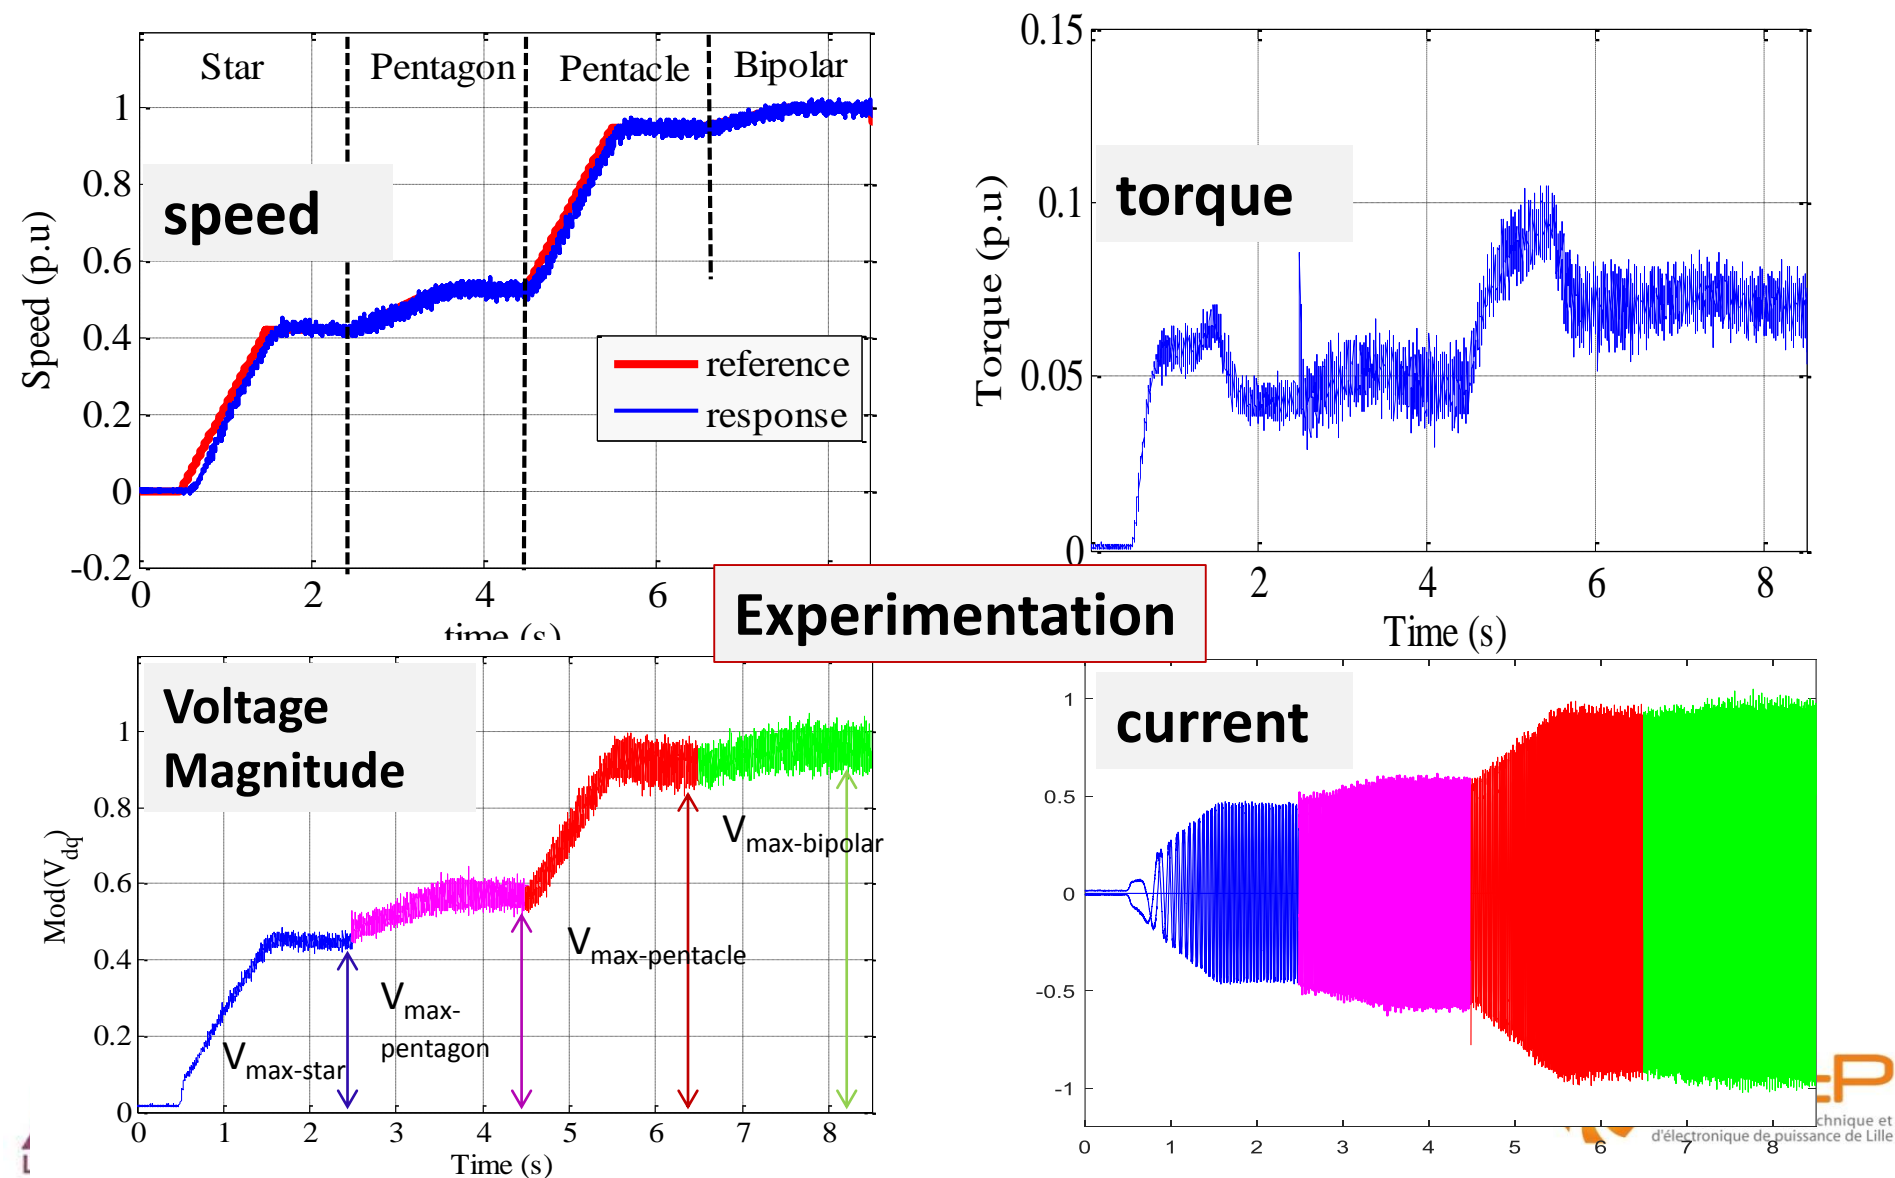 Star Pentagon Pentacle Bipolar
speed
Speed (p.u)
1
0.8
0.6
0.4
0.2
0
-0.2
reference
response
0 2 4 6
time (s)
torque
Torque (p.u)
0.15
0.1
0.05
0
2 4 6 8
Time (s)
Experimentation
Voltage
Magnitude
Mod(Vdq)
1
0.8
0.6
0.4
0.2
0
Vmax-bipolar
Vmax-pentacle
Vmax-
pentagon
Vmax-star
0 1 2 3 4 5 6 7 8
Time (s)
current
1
0.5
0
-0.5
-1
0 1 2 3 4 5 6 7 8
P
chnique et
d'électronique de puissance de Lille
L